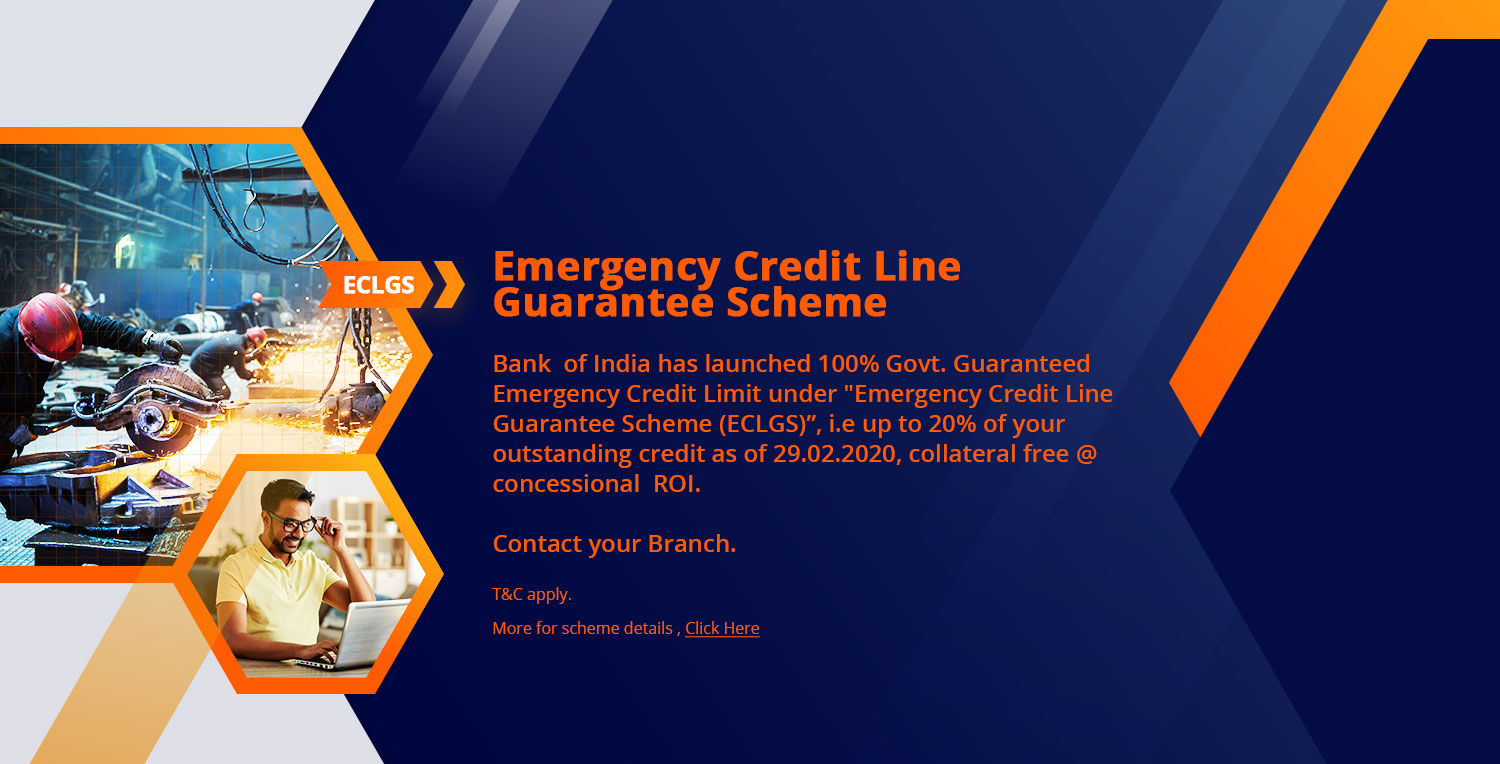 ECLGS
Emergency Credit Line
Guarantee Scheme
Bank  of India has launched 100% Govt. Guaranteed
Emergency Credit Limit under "Emergency Credit Line
Guarantee Scheme (ECLGS)”, i.e up to 20% of your
outstanding credit as of 29.02.2020, collateral free @
concessional  ROI.
Contact your Branch.
T&C apply.
More for scheme details , Click Here